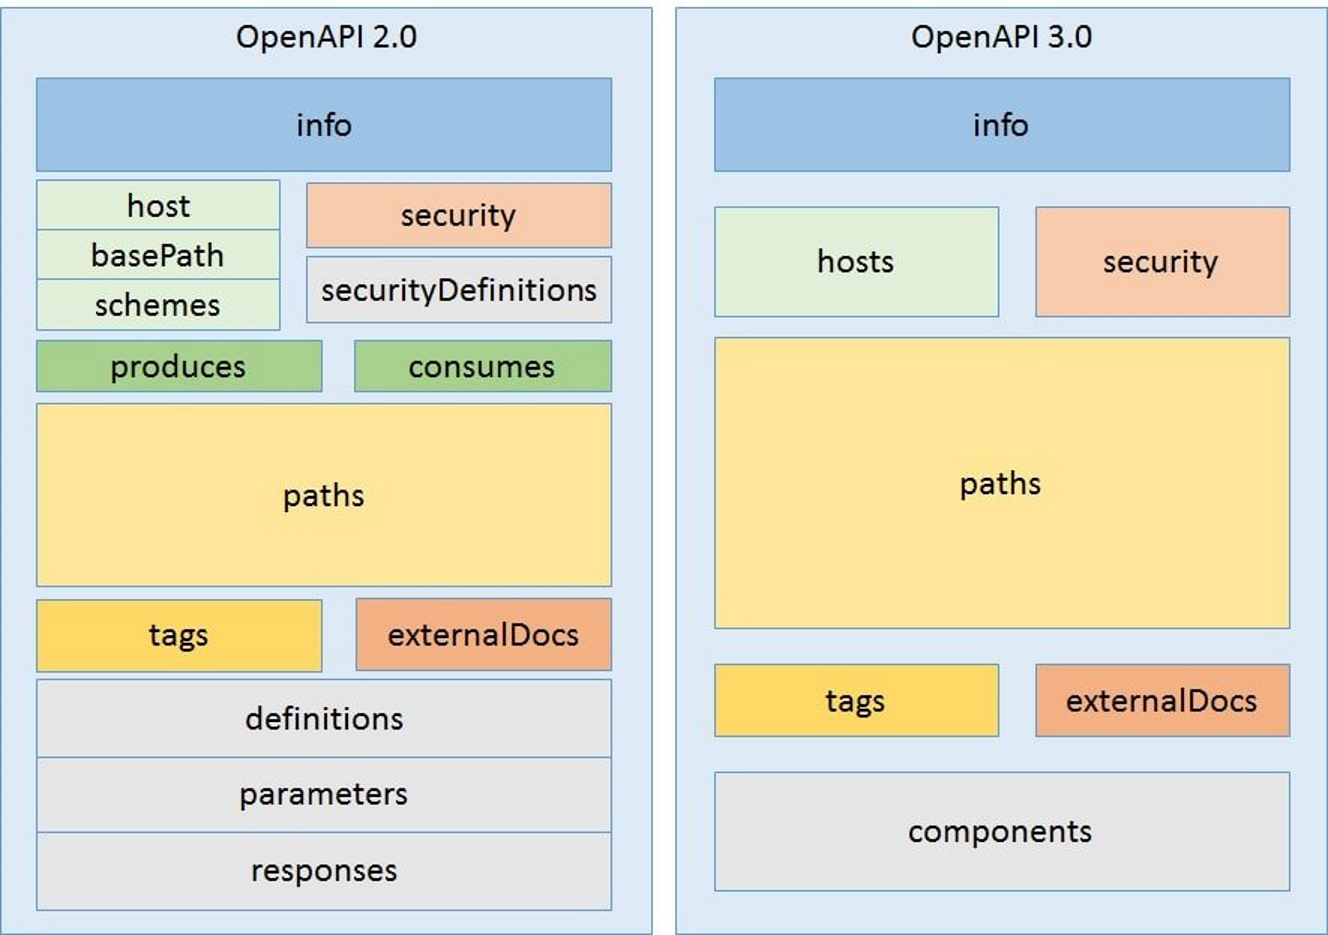 OpenAPI 2.0
info
host
basePath
schemes
security
securityDefinitions
produces
consumes
paths
tags
externalDocs
definitions
parameters
responses
OpenAPI 3.0
info
hosts
security
paths
tags
externalDocs
components